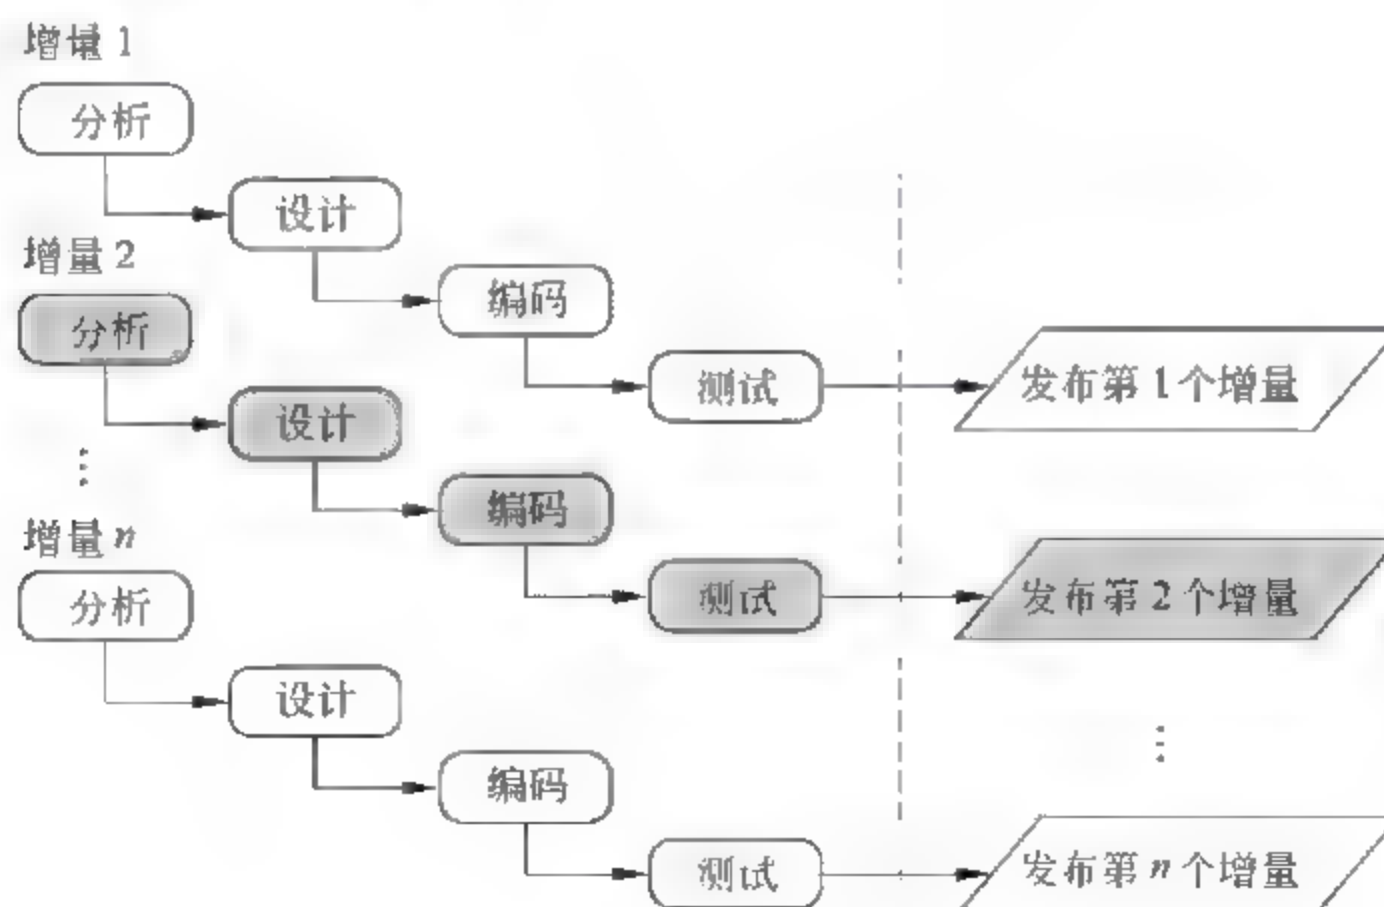 增量 1
分析
设计
增量 2
编码
分析
测试
发布第 1 个增量
设计
⋮
编码
增量 n
测试
发布第 2 个增量
分析
设计
⋮
编码
测试
发布第 n 个增量